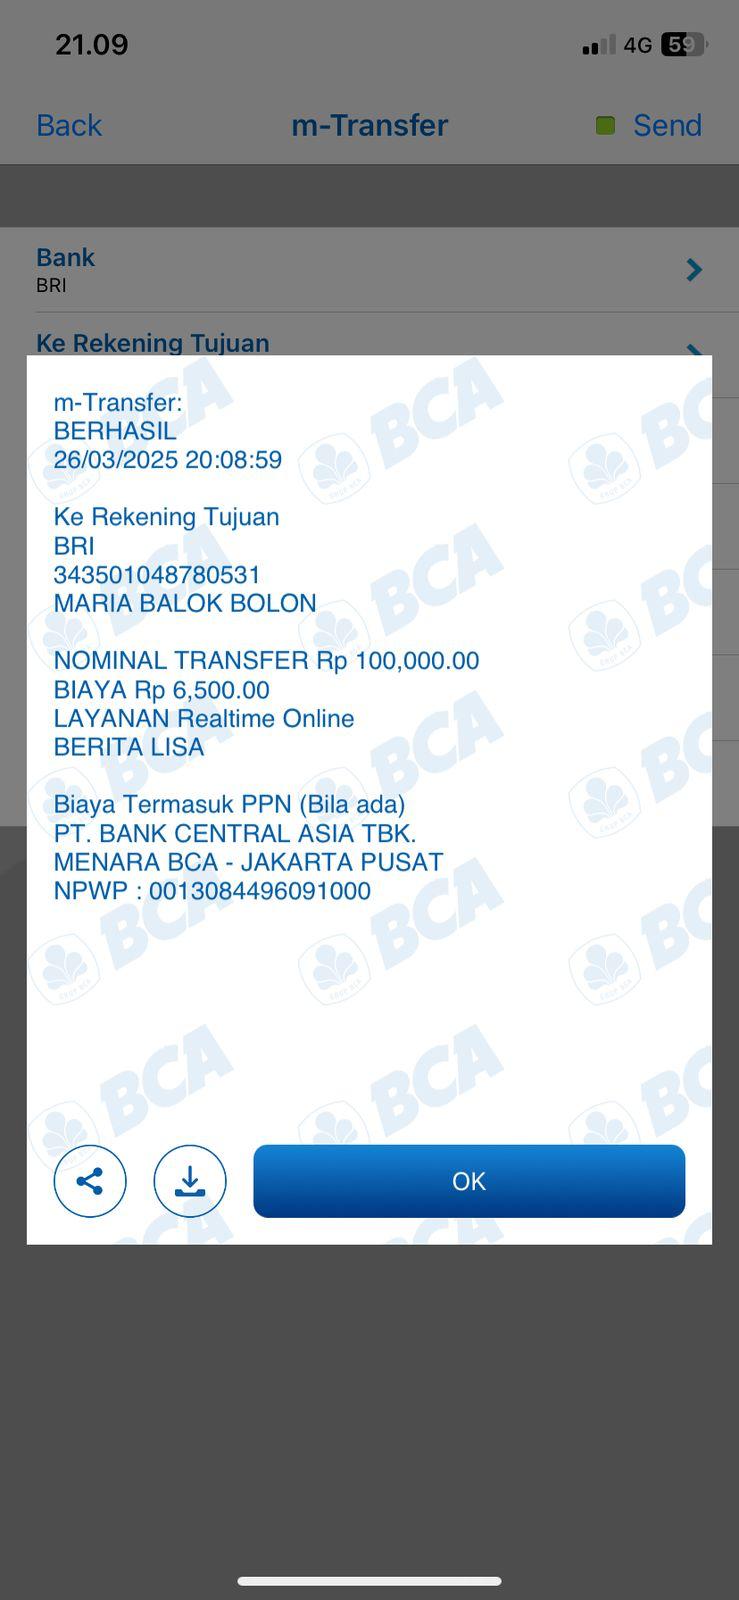 21.09
4G 59
Back m-Transfer Send
Bank
BRI
Ke Rekening Tujuan
m-Transfer:
BERHASIL
26/03/2025 20:08:59
Ke Rekening Tujuan
BRI
343501048780531
MARIA BALOK BOLON
NOMINAL TRANSFER Rp 100,000.00
BIAYA Rp 6,500.00
LAYANAN Realtime Online
BERITA LISA
Biaya Termasuk PPN (Bila ada)
PT. BANK CENTRAL ASIA TBK.
MENARA BCA - JAKARTA PUSAT
NPWP : 0013084496091000
BCA
OK